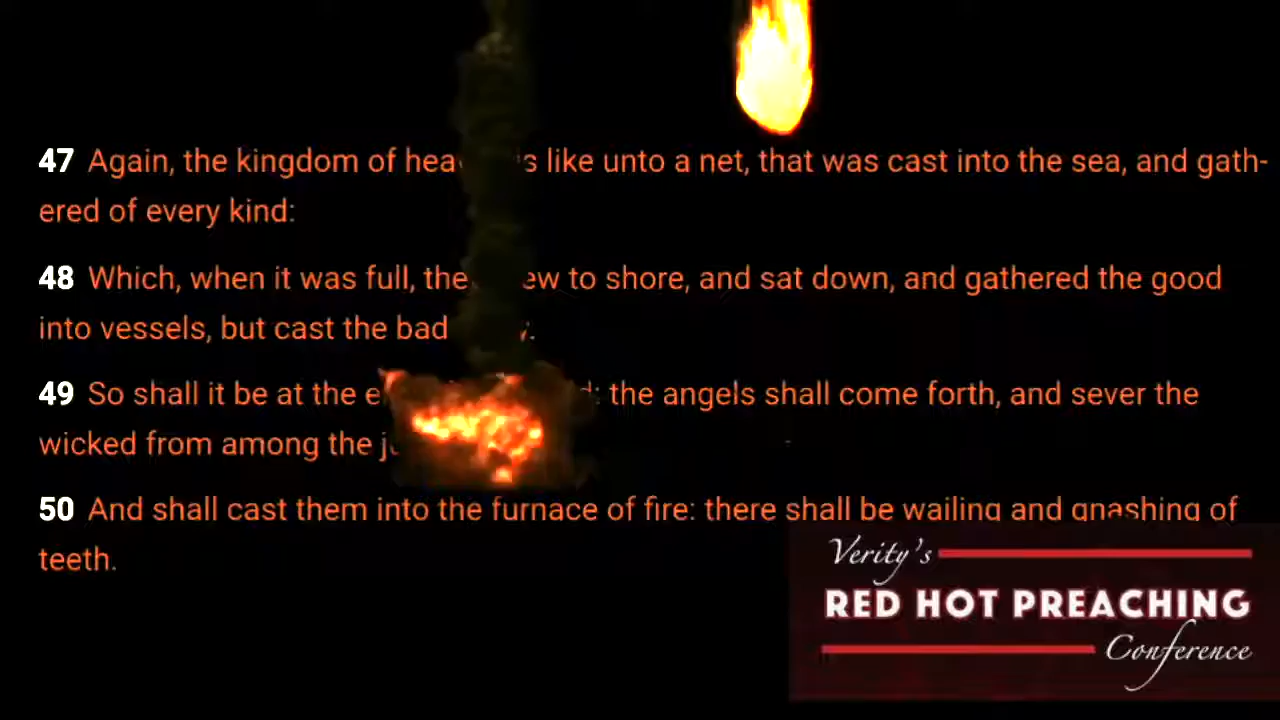 47 Again, the kingdom of hea s like unto a net, that was cast into the sea, and gath-
ered of every kind:
48 Which, when it was full, the ew to shore, and sat down, and gathered the good
into vessels, but cast the bad
49 So shall it be at the the angels shall come forth, and sever the
wicked from among the
50 And shall cast them into the furnace of fire: there shall be wailing and gnashing of
teeth.
Verity's
RED HOT PREACHING
Conference